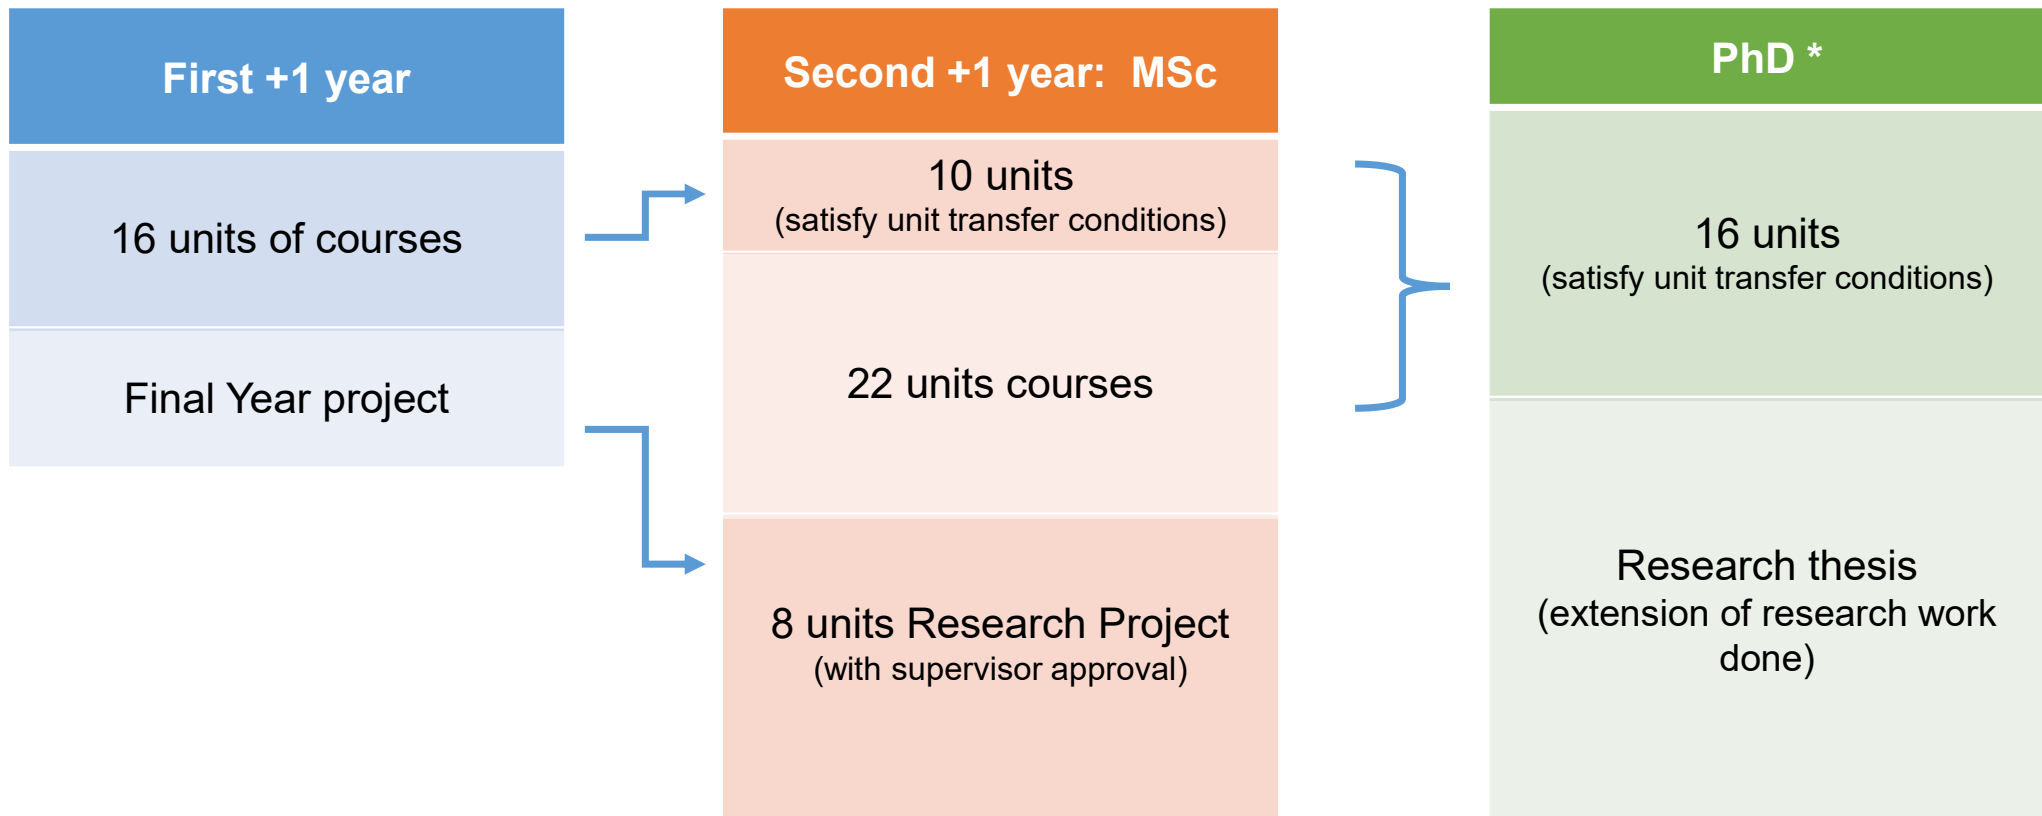 First +1 year
16 units of courses
Final Year project
Second +1 year:  MSc
10 units
(satisfy unit transfer conditions)
22 units courses
8 units Research Project
(with supervisor approval)
PhD *
16 units
(satisfy unit transfer conditions)
Research thesis
(extension of research work
done)